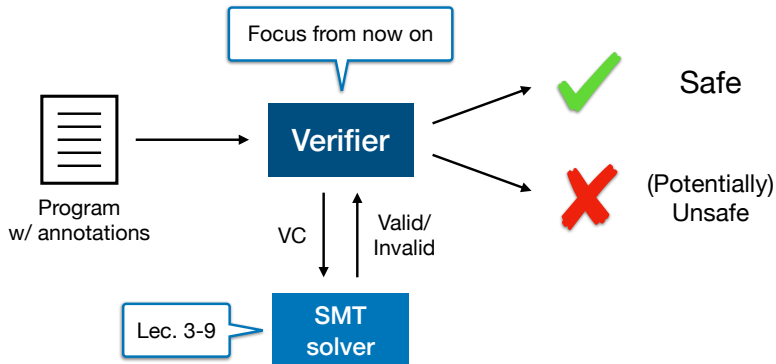 Focus from now on
Verifier
Safe
(Potentially)
Unsafe
Program
w/ annotations
VC
Valid/
Invalid
Lec. 3-9
SMT
solver